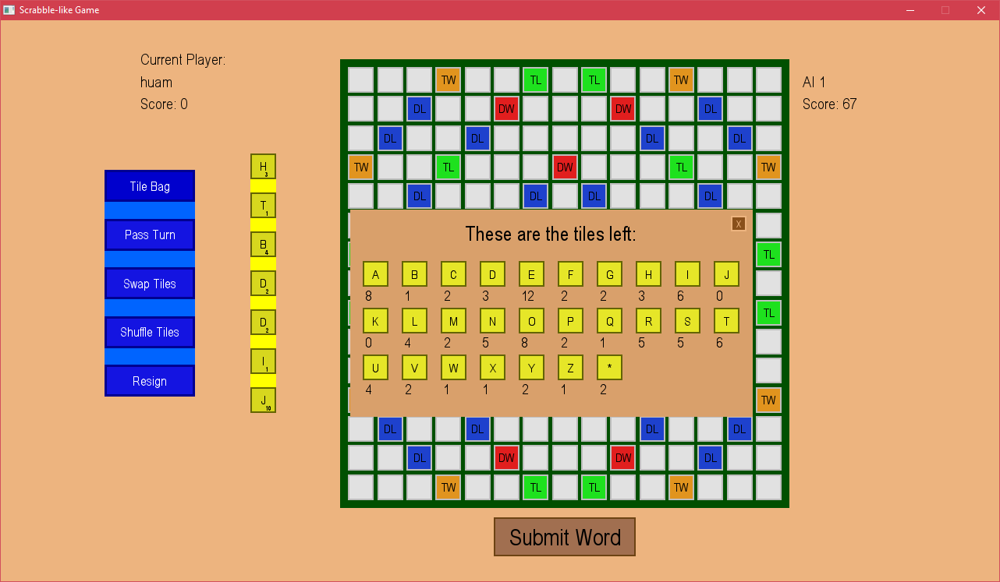 Scrabble-like Game
Current Player:
huam
Score: 0
AI 1
Score: 67
Tile Bag
Pass Turn
Swap Tiles
Shuffle Tiles
Resign
H 3
T 1
B 4
D 2
D 2
I 1
J 10
TW TL TL TW
DL DW DW DL
DL DL DL DL
TW TL DW TL TW
DL DL DL DL
These are the tiles left:
X
A B C D E F G H I J
8 1 2 3 12 2 2 3 6 0
K L M N O P Q R S T
0 4 2 5 8 2 1 5 5 6
U V W X Y Z *
4 2 1 1 2 1 2
TL
TL
TW
DL DL DL DL
DL DW DW DL
TW TL TL TW
Submit Word